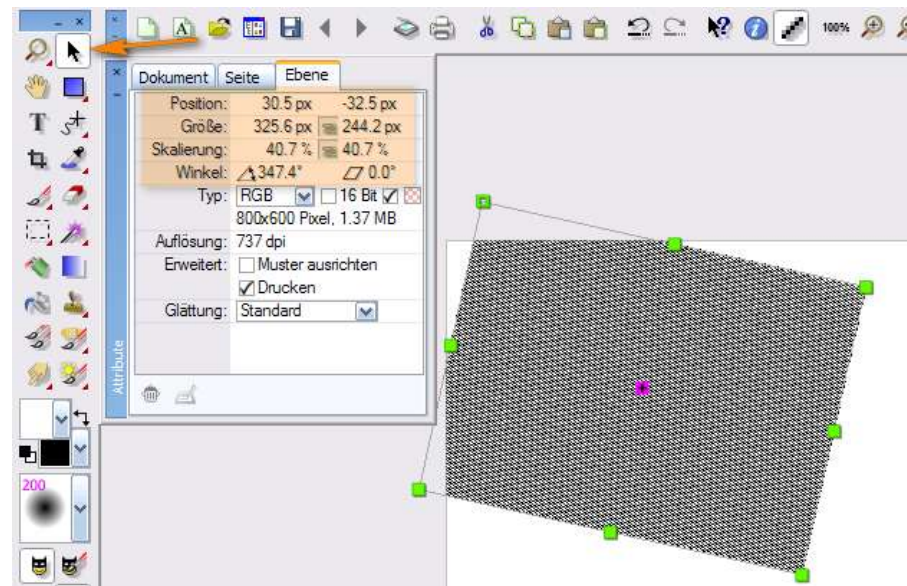 100%
Dokument Seite Ebene
Position: 30.5 px -32.5 px
Größe: 325.6 px 244.2 px
Skalierung: 40.7 % 40.7 %
Winkel: 347.4° 0.0°
Typ: RGB 16 Bit
800x600 Pixel, 1.37 MB
Auflösung: 737 dpi
Erweitert: Muster ausrichten
Drucken
Glättung: Standard
Attribute
200